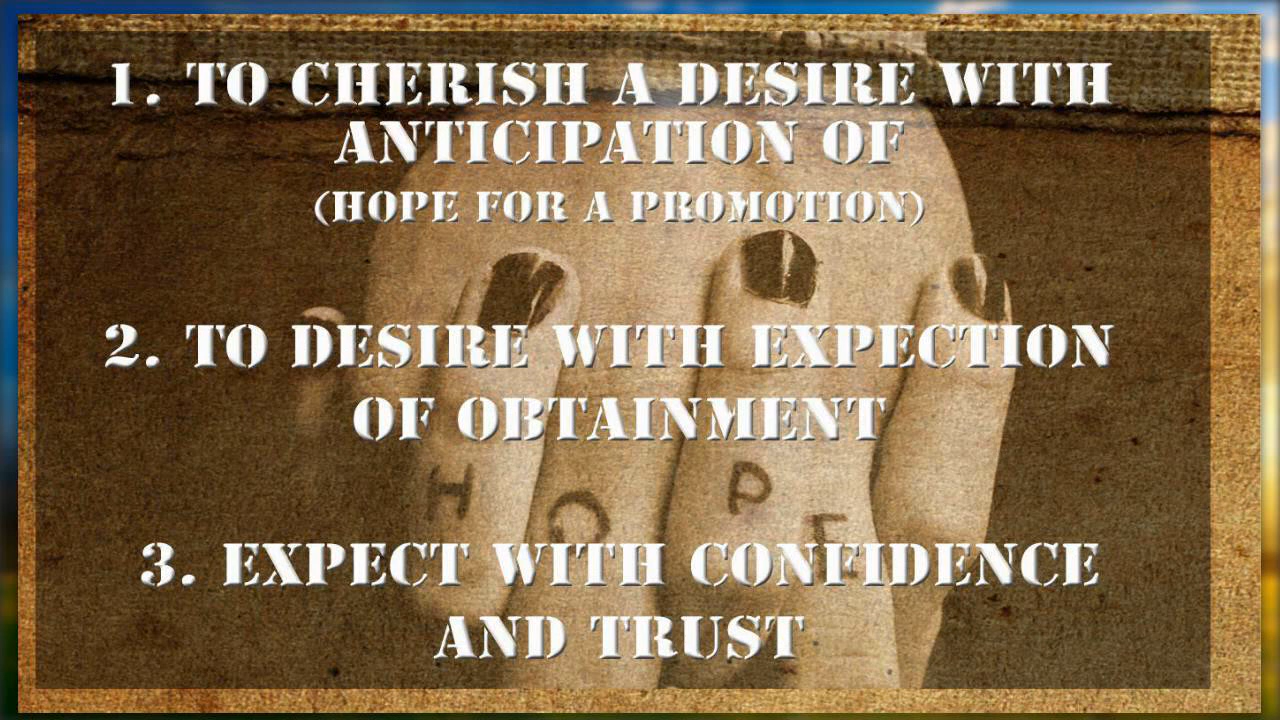 1. TO CHERISH A DESIRE WITH
ANTICIPATION OF
(HOPE FOR A PROMOTION)
2. TO DESIRE WITH EXPECTION
OF OBTAINMENT
H O P E
3. EXPECT WITH CONFIDENCE
AND TRUST